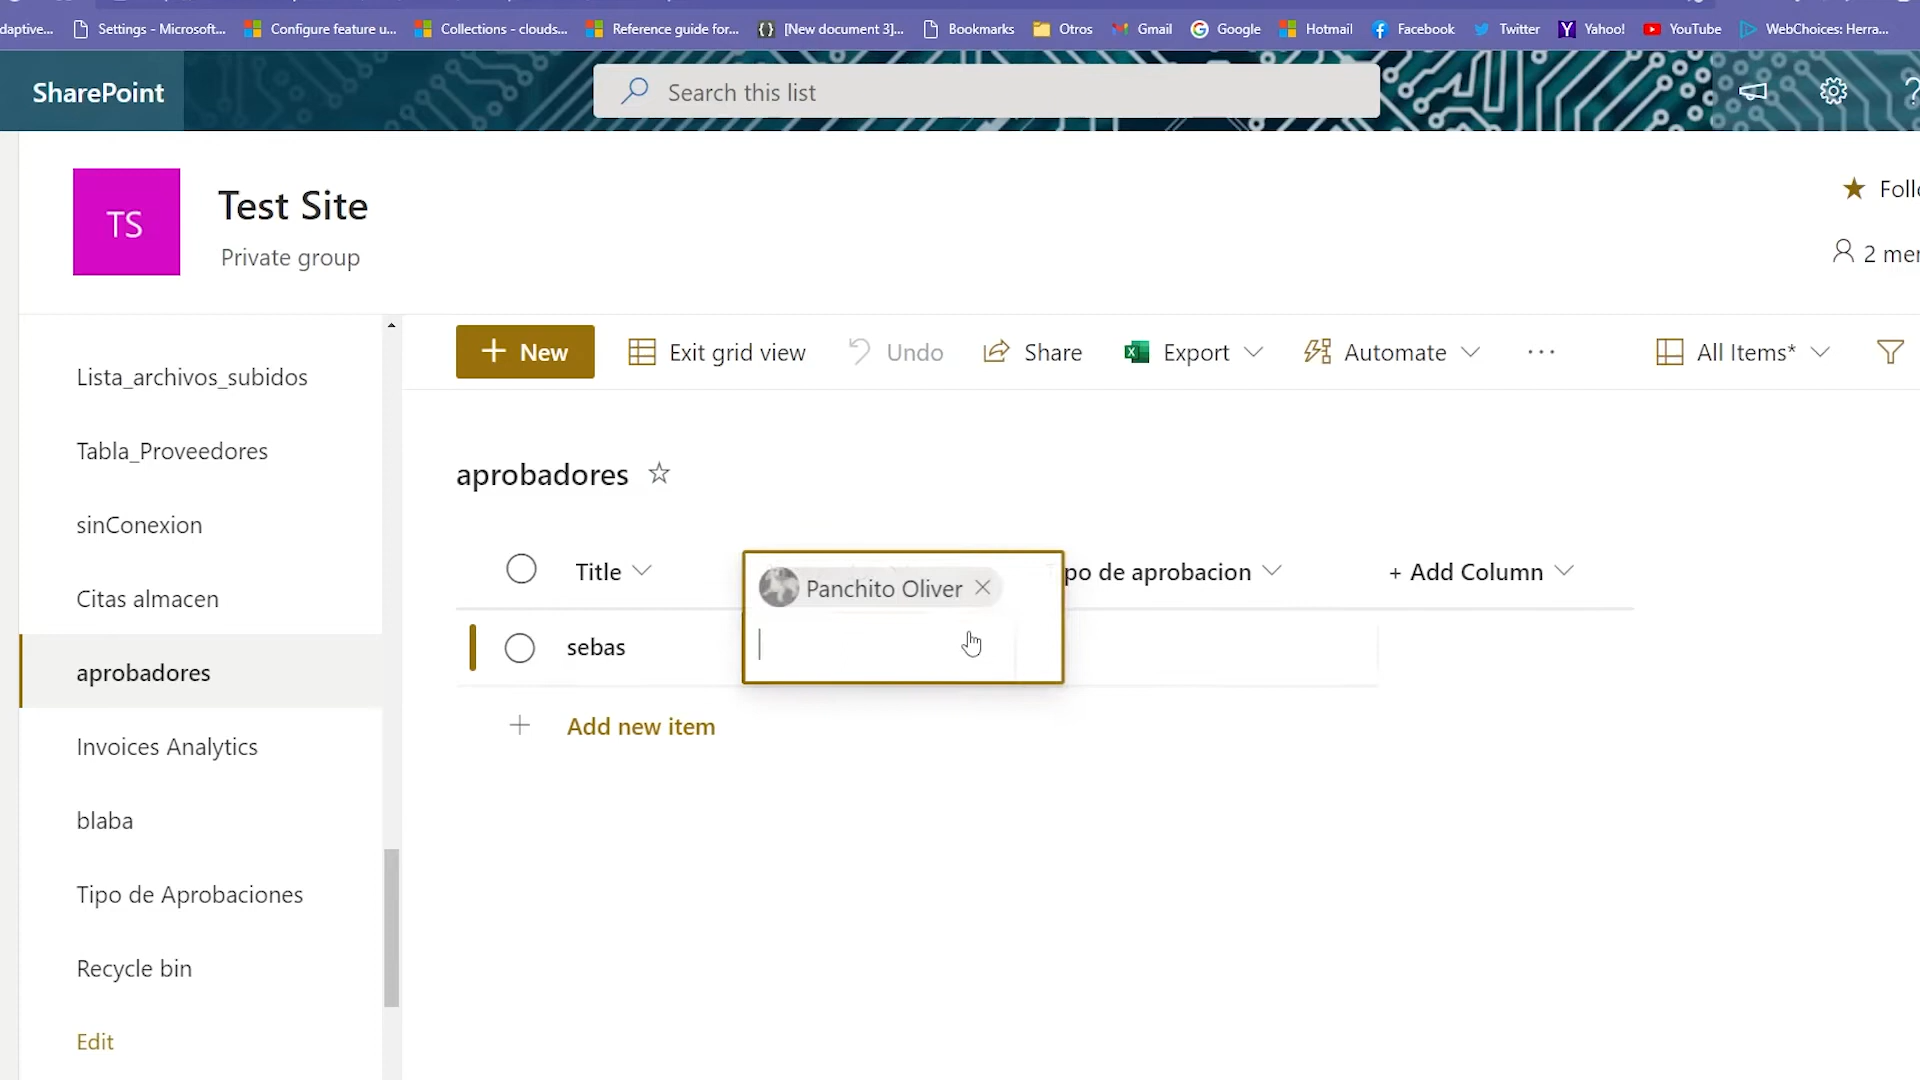 daptive...
Settings - Microsoft...
Configure feature u...
Collections - clouds...
Reference guide for...
[New document 3]...
Bookmarks
Otros
Gmail
Google
Hotmail
Facebook
Twitter
Yahoo!
YouTube
WebChoices: Herra...
SharePoint
Search this list
?
TS
Test Site
Private group
Follo
2 mem
+ New
Exit grid view
Undo
Share
Export
Automate
...
All Items*
Lista_archivos_subidos
Tabla_Proveedores
sinConexion
Citas almacen
aprobadores
Invoices Analytics
blaba
Tipo de Aprobaciones
Recycle bin
Edit
aprobadores
Title
Panchito Oliver
po de aprobacion
+ Add Column
sebas
+ Add new item